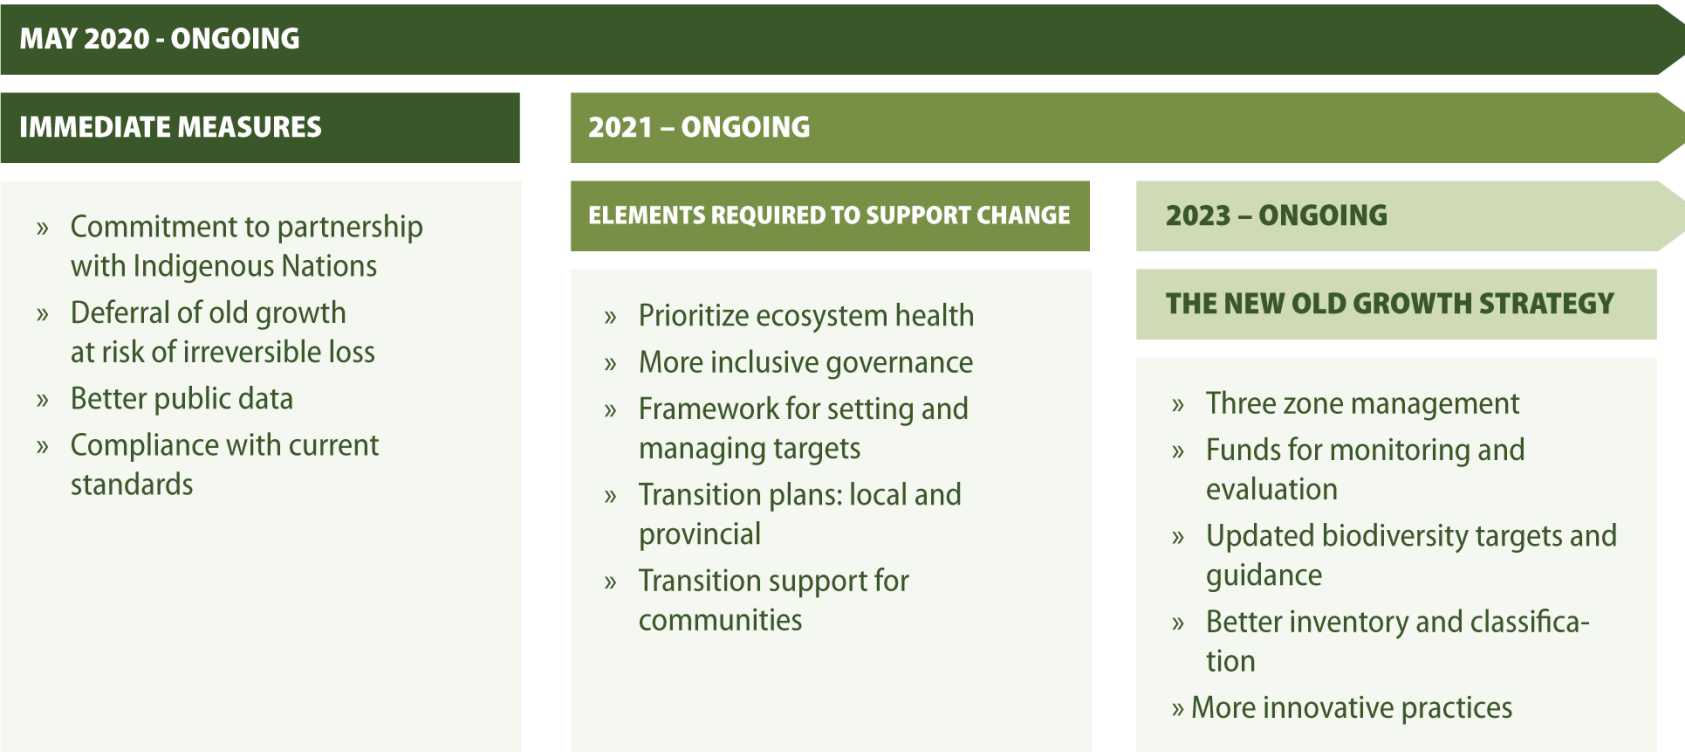 MAY 2020 - ONGOING
IMMEDIATE MEASURES
» Commitment to partnership
with Indigenous Nations
» Deferral of old growth
at risk of irreversible loss
» Better public data
» Compliance with current
standards
2021 – ONGOING
ELEMENTS REQUIRED TO SUPPORT CHANGE
» Prioritize ecosystem health
» More inclusive governance
» Framework for setting and
managing targets
» Transition plans: local and
provincial
» Transition support for
communities
2023 – ONGOING
THE NEW OLD GROWTH STRATEGY
» Three zone management
» Funds for monitoring and
evaluation
» Updated biodiversity targets and
guidance
» Better inventory and classifica-
tion
» More innovative practices